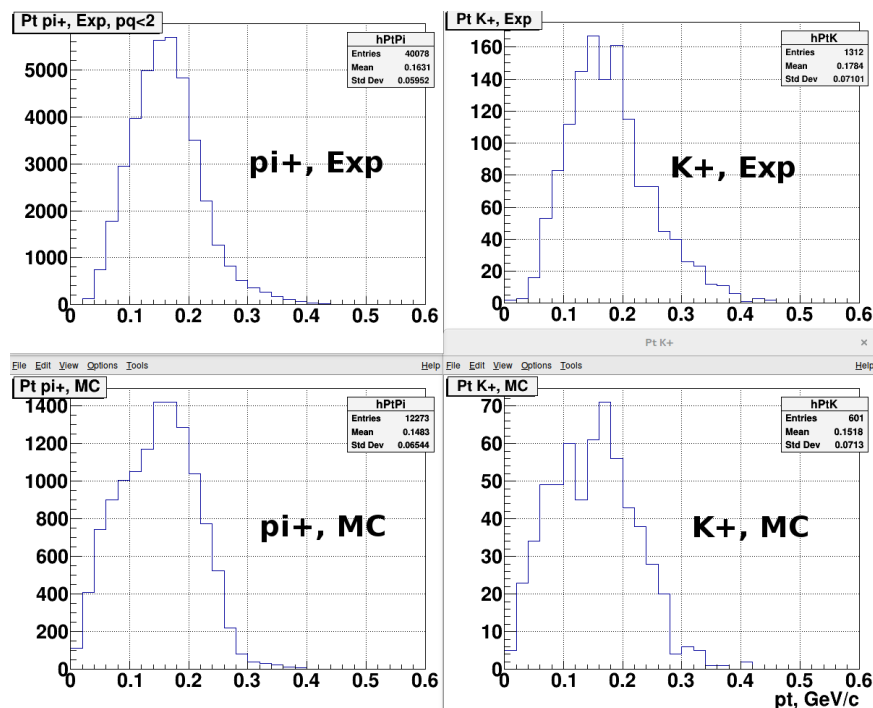 Pt pi+, Exp, pq<2
hPtPi
Entries 40078
Mean 0.1631
Std Dev 0.05952
5000
4000
3000
2000
1000
0
pi+, Exp
0 0.1 0.2 0.3 0.4 0.5 0.6
Pt K+, Exp
hPtK
Entries 1312
Mean 0.1784
Std Dev 0.07101
160
140
120
100
80
60
40
20
0
K+, Exp
0 0.1 0.2 0.3 0.4 0.5 0.6
Pt K+ ×
File Edit View Options Tools Help
File Edit View Options Tools Help
Pt pi+, MC
hPtPi
Entries 12273
Mean 0.1483
Std Dev 0.06544
1400
1200
1000
800
600
400
200
0
pi+, MC
0 0.1 0.2 0.3 0.4 0.5 0.6
Pt K+, MC
hPtK
Entries 601
Mean 0.1518
Std Dev 0.0713
70
60
50
40
30
20
10
0
K+, MC
0 0.1 0.2 0.3 0.4 0.5 0.6
pt, GeV/c